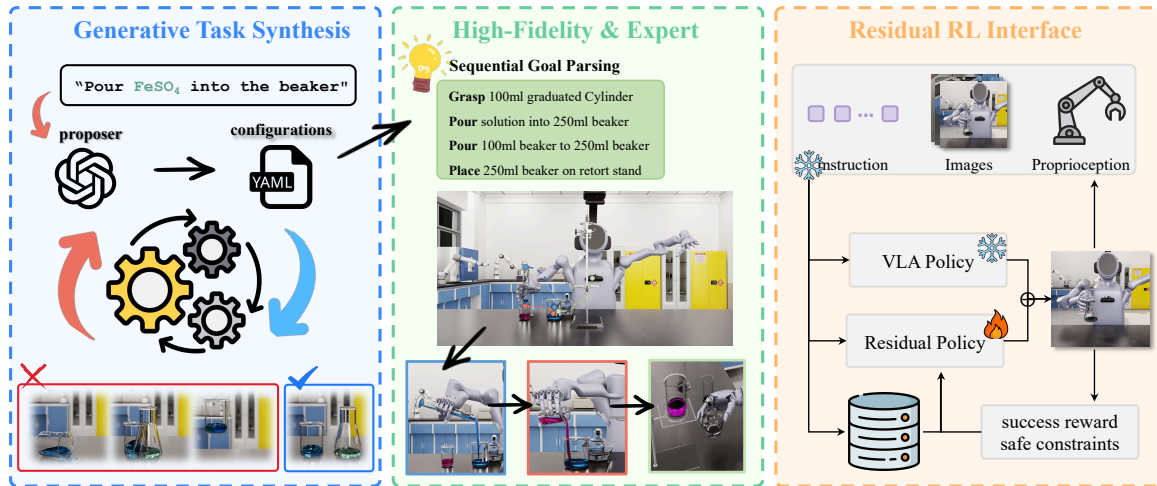 Generative Task Synthesis
“Pour FeSO₄ into the beaker"
proposer
configurations
YAML
High-Fidelity & Expert
Sequential Goal Parsing
Grasp 100ml graduated Cylinder
Pour solution into 250ml beaker
Pour 100ml beaker to 250ml beaker
Place 250ml beaker on retort stand
Residual RL Interface
nstruction
Images
Proprioception
VLA Policy
Residual Policy
success reward
safe constraints